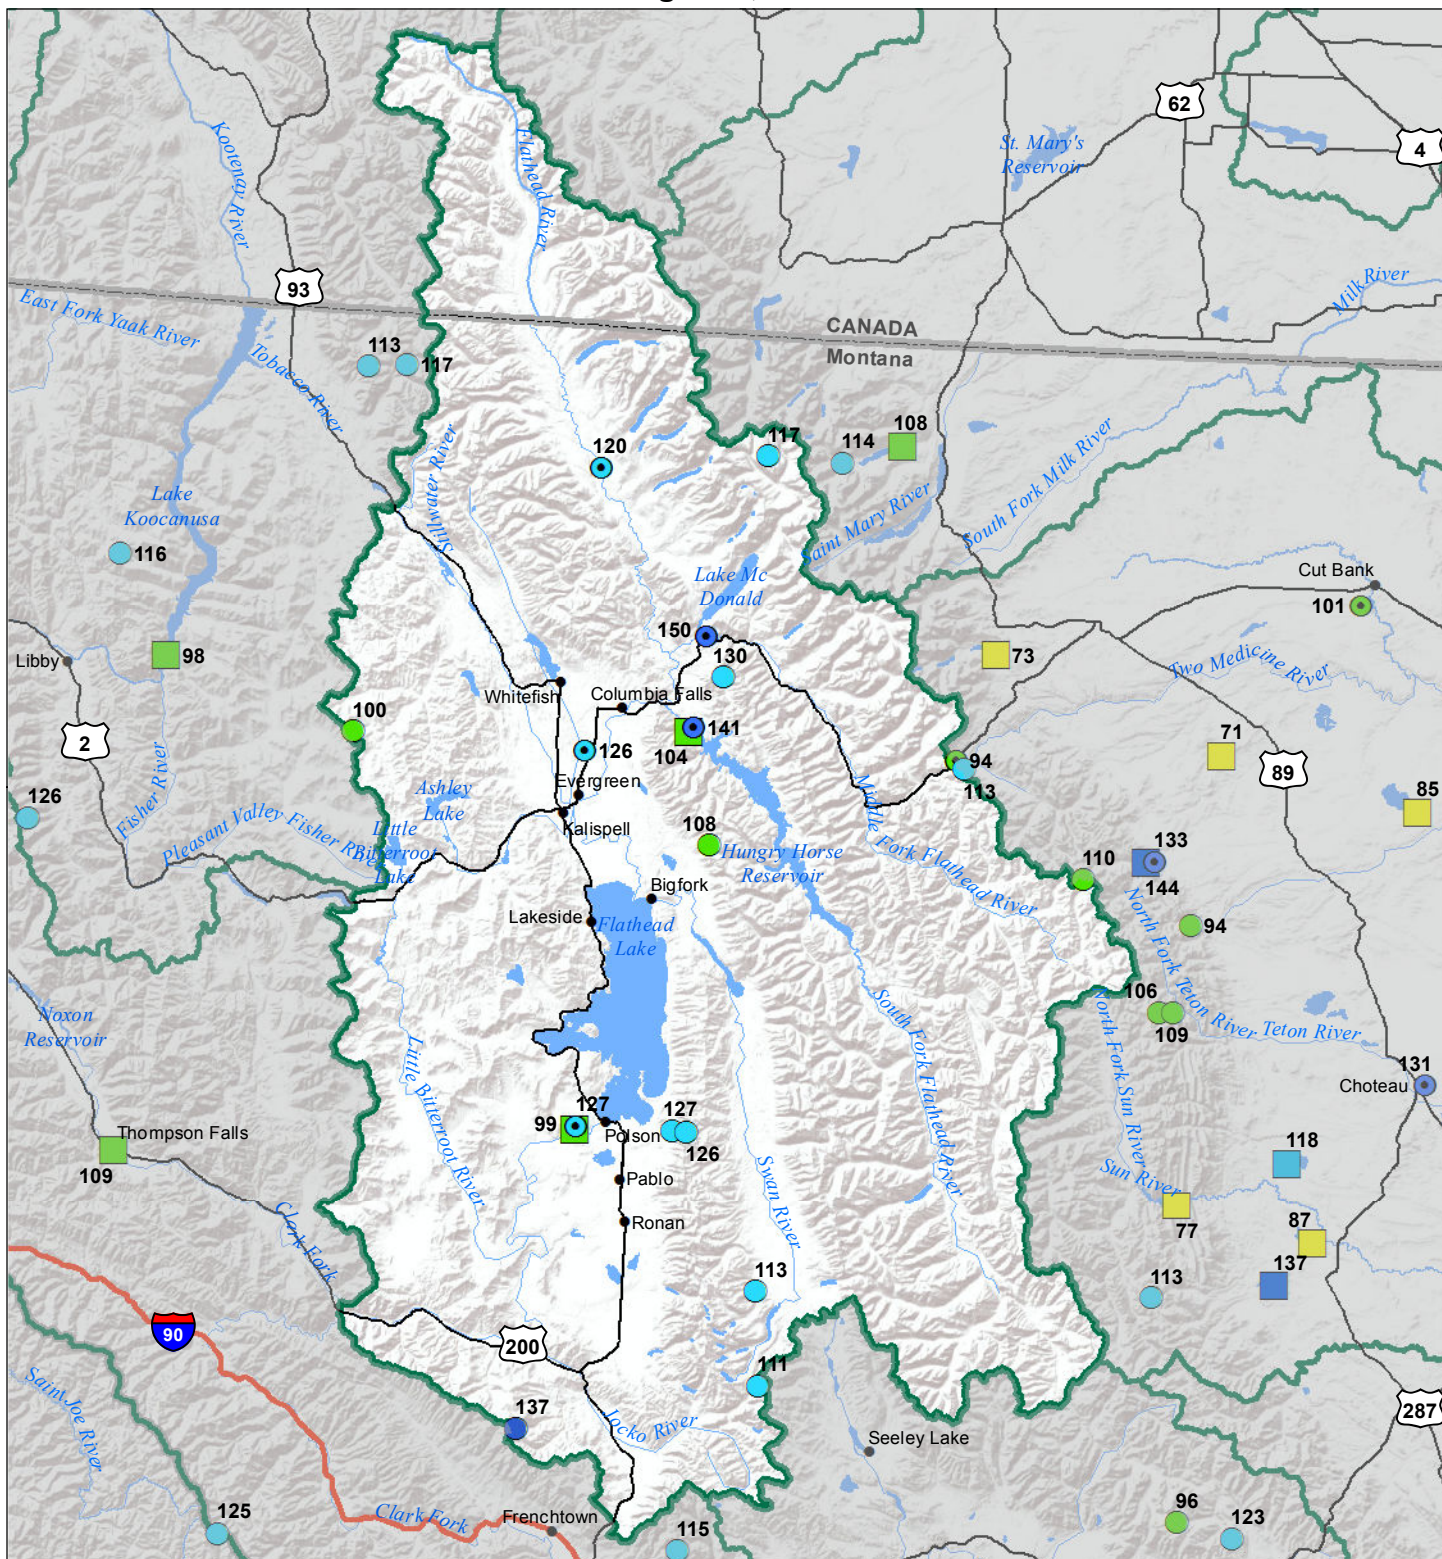 62
4
Kootenay River
Flathead River
St. Mary's
Reservoir
93
East Fork Yaak River
Tobacco River
CANADA
Montana
Milk River
113
117
120
117
114
108
Stillwater River
Lake
Koocanusa
Saint Mary River
South Fork Milk River
116
Lake Mc
Donald
Cut Bank
101
150
130
Libby
98
73
Two Medicine River
Whitefish
Columbia Falls
100
2
104
141
126
94
113
71
89
85
Evergreen
Ashley
Lake
126
Fisher River
Pleasant Valley Fisher River
Little
Bitterroot
Lake
Kalispell
108
Hungry Horse
Reservoir
Middle Fork Flathead River
110
133
144
Bigfork
Lakeside
Flathead
Lake
94
North Fork Teton River
Teton River
106
109
Noxon
Reservoir
Little Bitterroot River
South Fork Flathead River
North Fork Sun River
131
Choteau
99
127
Polson
127
126
Thompson Falls
109
118
Pablo
Sun River
77
Swan River
Ronan
87
137
Clark Fork
113
113
90
200
111
287
Saint Joe River
137
Jocko River
Seeley Lake
125
Clark Fork
Frenchtown
115
96
123